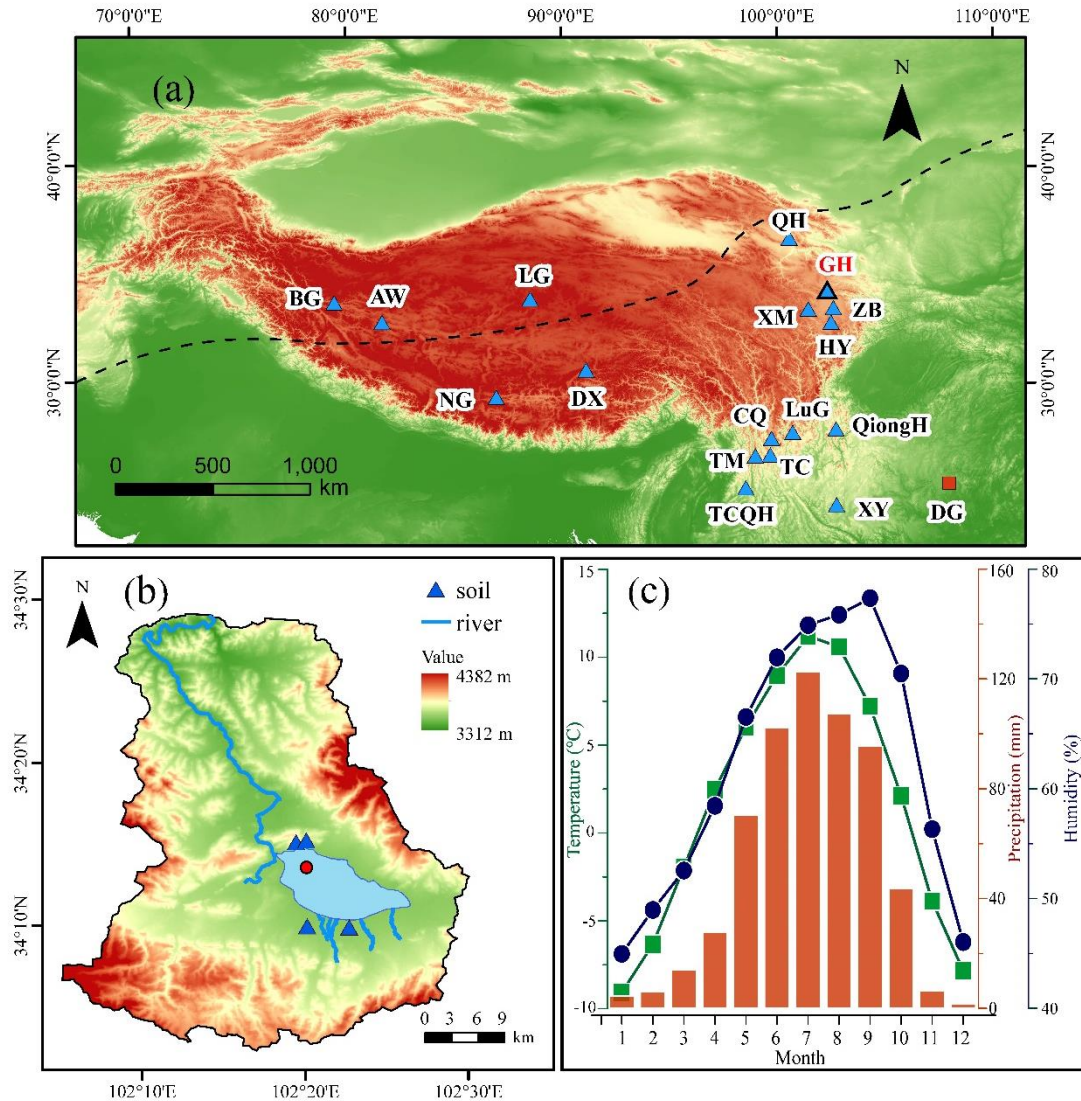 70°0'0"E 80°0'0"E 90°0'0"E 100°0'0"E 110°0'0"E
(a)
N
40°0'0"N 40°0'0"N
QH
GH
LG
BG AW
XM ZB
HY
30°0'0"N 30°0'0"N
NG DX
CQ LuG QiongH
TM TC
0 500 1,000
km
TCQH XY DG
34°30'N
N
(b)
soil
river
Value
4382 m
3312 m
34°20'N
34°10'N
0 3 6 9
km
102°10'E 102°20'E 102°30'E
(c)
15 160 80
10
120 70
5
80 60
0
40 50
-5
-10 0 40
Temperature (°C)
Precipitation (mm)
Humidity (%)
1 2 3 4 5 6 7 8 9 10 11 12
Month